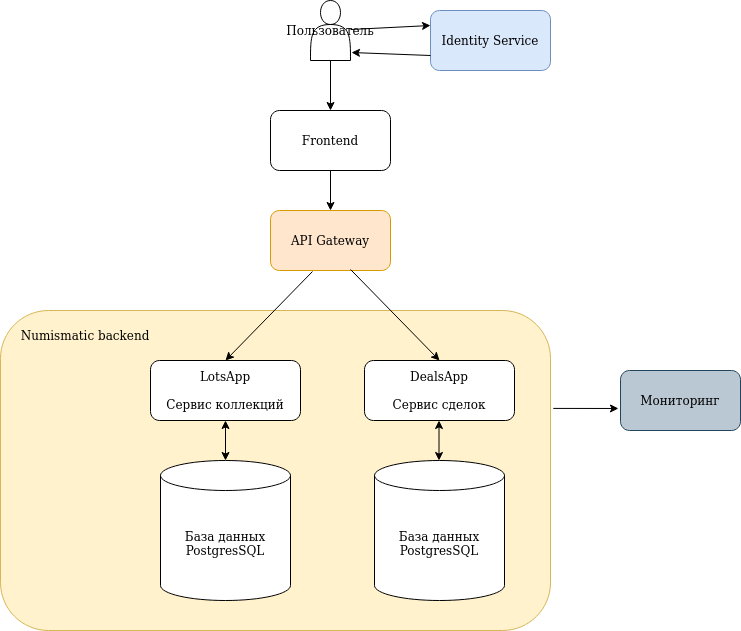 Пользователь
Identity Service
Frontend
API Gateway
Numismatic backend
LotsApp
Сервис коллекций
DealsApp
Сервис сделок
Мониторинг
База данных
PostgresSQL
База данных
PostgresSQL